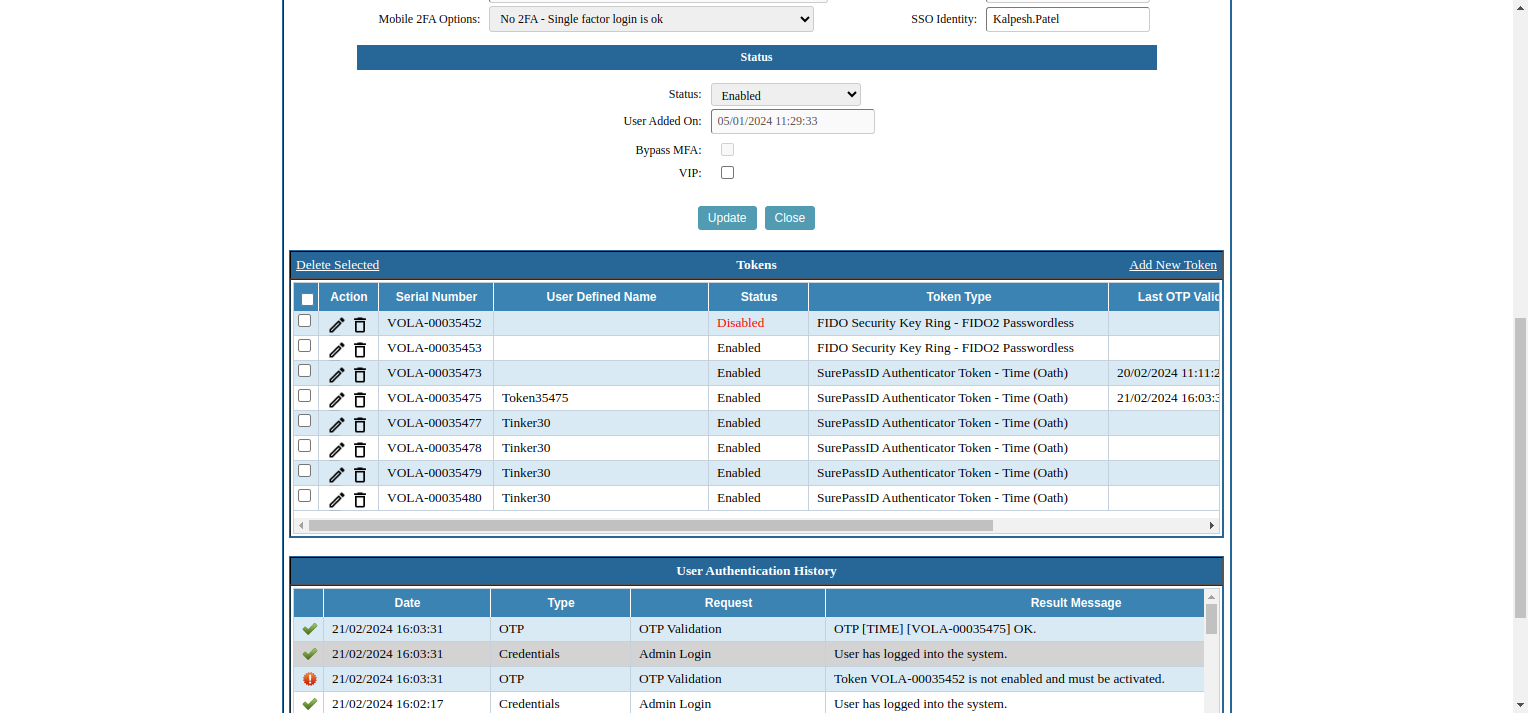 Mobile 2FA Options: No 2FA - Single factor login is ok SSO Identity: Kalpesh.Patel
Status
Status: Enabled
User Added On: 05/01/2024 11:29:33
Bypass MFA:
VIP:
Update Close
Delete Selected Tokens Add New Token
Action Serial Number User Defined Name Status Token Type Last OTP Valid
VOLA-00035452 Disabled FIDO Security Key Ring - FIDO2 Passwordless
VOLA-00035453 Enabled FIDO Security Key Ring - FIDO2 Passwordless
VOLA-00035473 Enabled SurePassID Authenticator Token - Time (Oath) 20/02/2024 11:11:2
VOLA-00035475 Token35475 Enabled SurePassID Authenticator Token - Time (Oath) 21/02/2024 16:03:3
VOLA-00035477 Tinker30 Enabled SurePassID Authenticator Token - Time (Oath)
VOLA-00035478 Tinker30 Enabled SurePassID Authenticator Token - Time (Oath)
VOLA-00035479 Tinker30 Enabled SurePassID Authenticator Token - Time (Oath)
VOLA-00035480 Tinker30 Enabled SurePassID Authenticator Token - Time (Oath)
User Authentication History
Date Type Request Result Message
21/02/2024 16:03:31 OTP OTP Validation OTP [TIME] [VOLA-00035475] OK.
21/02/2024 16:03:31 Credentials Admin Login User has logged into the system.
21/02/2024 16:03:31 OTP OTP Validation Token VOLA-00035452 is not enabled and must be activated.
21/02/2024 16:02:17 Credentials Admin Login User has logged into the system.